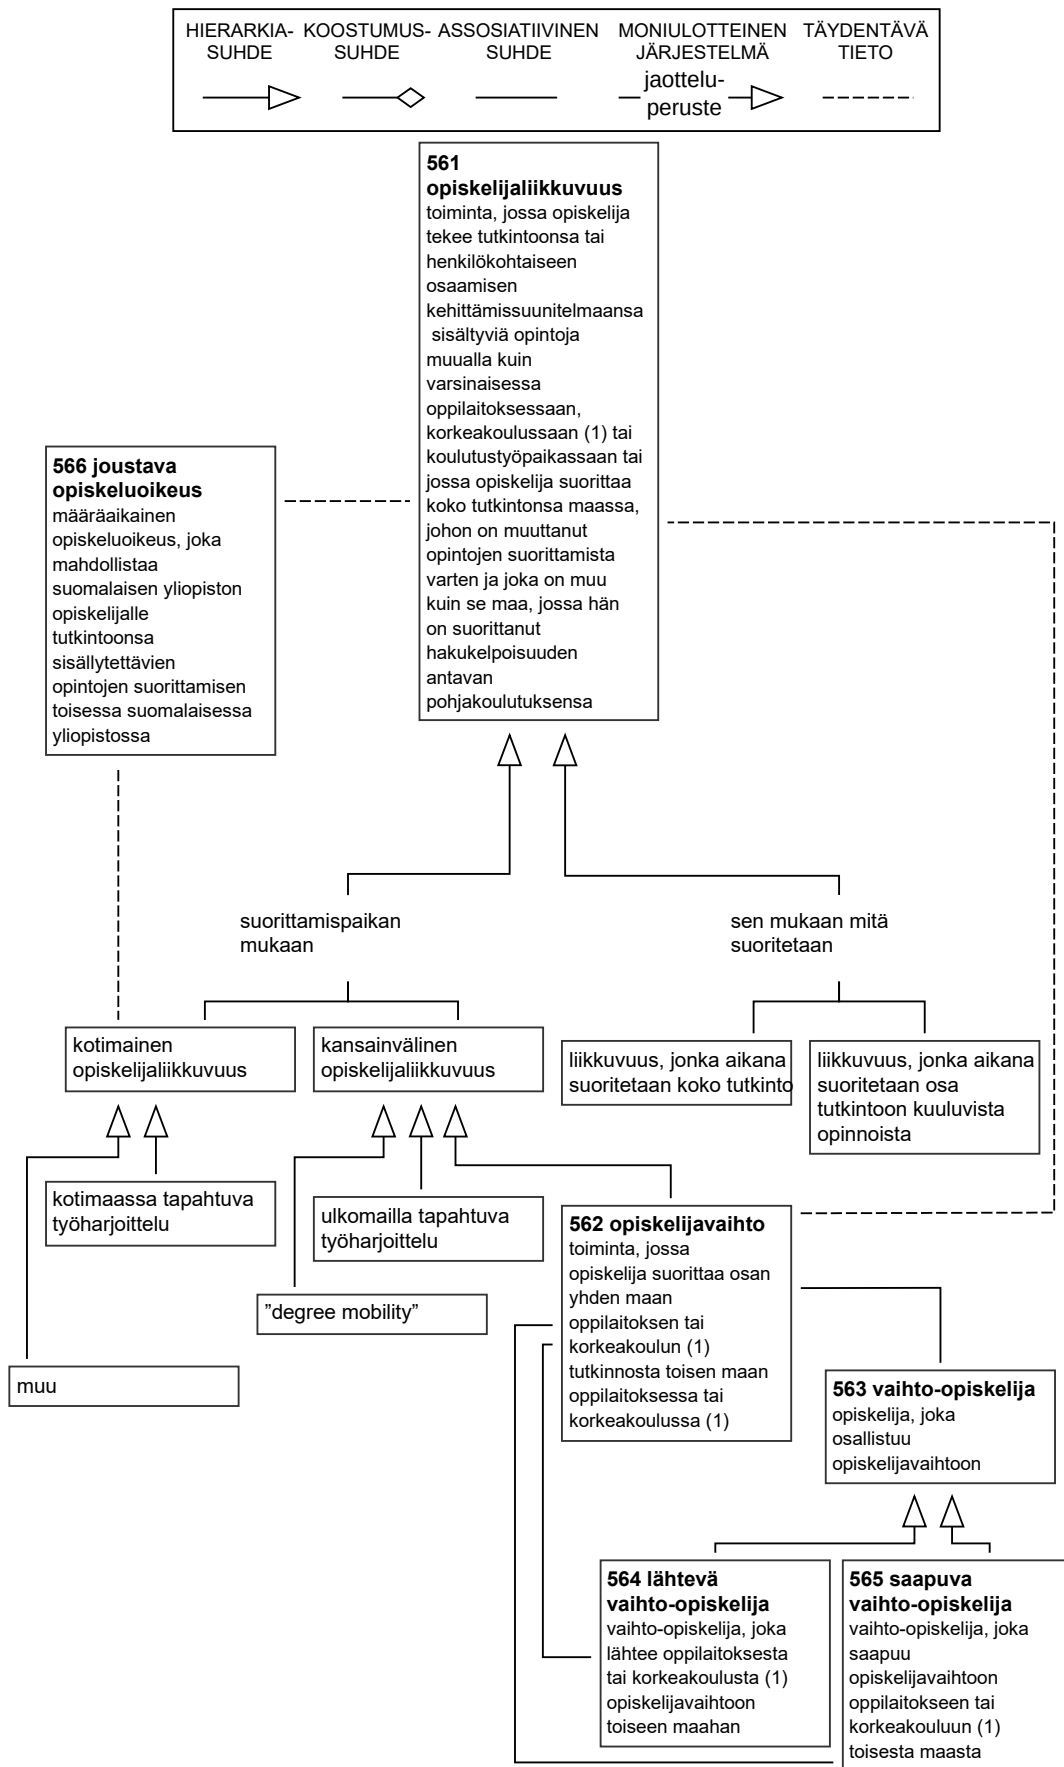 HIERARKIA-
SUHDE
KOOSTUMUS-
SUHDE
ASSOSIATIIVINEN
SUHDE
MONIULOTTEINEN
JÄRJESTELMÄ
jaottelu-
peruste
TÄYDENTÄVÄ
TIETO
561
opiskelijaliikkuvuus
toiminta, jossa opiskelija
tekee tutkintoonsa tai
henkilökohtaiseen
osaamisen
kehittämissuunitelmaansa
sisältyviä opintoja
muualla kuin
varsinaisessa
oppilaitoksessaan,
korkeakoulussaan (1) tai
koulutustyöpaikassaan tai
jossa opiskelija suorittaa
koko tutkintonsa maassa,
johon on muuttanut
opintojen suorittamista
varten ja joka on muu
kuin se maa, jossa hän
on suorittanut
hakukelpoisuuden
antavan
pohjakoulutuksensa
566 joustava
opiskeluoikeus
määräaikainen
opiskeluoikeus, joka
mahdollistaa
suomalaisen yliopiston
opiskelijalle
tutkintoonsa
sisällytettävien
opintojen suorittamisen
toisessa suomalaisessa
yliopistossa
suorittamispaikan
mukaan
sen mukaan mitä
suoritetaan
kotimainen
opiskelijaliikkuvuus
kansainvälinen
opiskelijaliikkuvuus
liikkuvuus, jonka aikana
suoritetaan koko tutkinto
liikkuvuus, jonka aikana
suoritetaan osa
tutkintoon kuuluvista
opinnoista
kotimaassa tapahtuva
työharjoittelu
ulkomailla tapahtuva
työharjoittelu
"degree mobility"
muu
562 opiskelijavaihto
toiminta, jossa
opiskelija suorittaa osan
yhden maan
oppilaitoksen tai
korkeakoulun (1)
tutkinnosta toisen maan
oppilaitoksessa tai
korkeakoulussa (1)
563 vaihto-opiskelija
opiskelija, joka
osallistuu
opiskelijavaihtoon
564 lähtevä
vaihto-opiskelija
vaihto-opiskelija, joka
lähtee oppilaitoksesta
tai korkeakoulusta (1)
opiskelijavaihtoon
toiseen maahan
565 saapuva
vaihto-opiskelija
vaihto-opiskelija, joka
saapuu
opiskelijavaihtoon
oppilaitokseen tai
korkeakouluun (1)
toisesta maasta